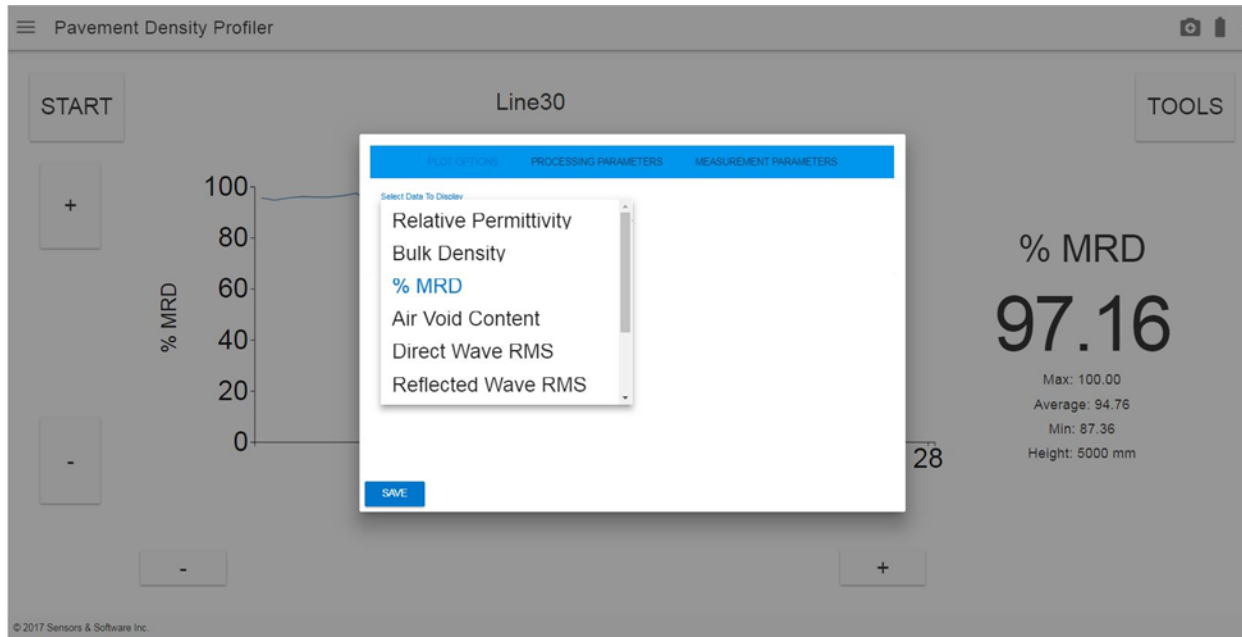 Pavement Density Profiler
START
Line30
TOOLS
PLOT OPTIONS PROCESSING PARAMETERS MEASUREMENT PARAMETERS
Select Data To Display
Relative Permittivity
Bulk Density
% MRD
Air Void Content
Direct Wave RMS
Reflected Wave RMS
SAVE
+
-
% MRD
100
80
60
40
20
0
28
-
+
% MRD
97.16
Max: 100.00
Average: 94.76
Min: 87.36
Height: 5000 mm
© 2017 Sensors & Software Inc.